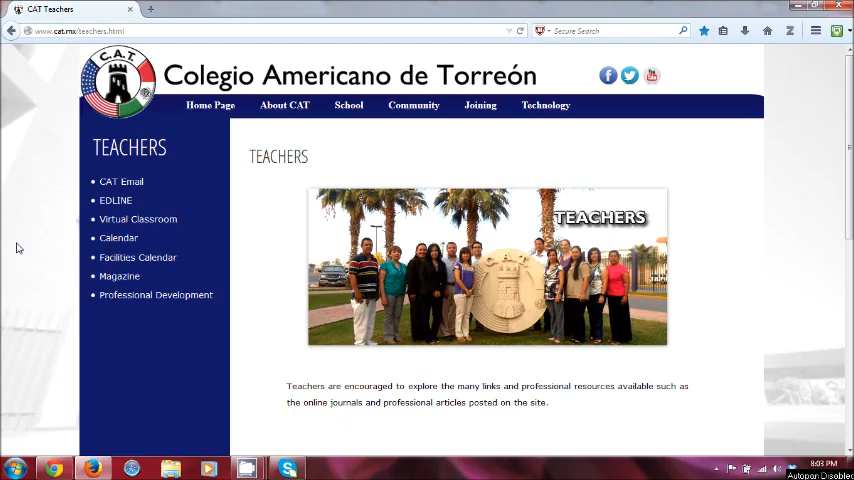 CAT Teachers
www.cat.mx/teachers.html
Secure Search
C.A.T.
Colegio Americano de Torreón
Home Page About CAT School Community Joining Technology
TEACHERS
CAT Email
EDLINE
Virtual Classroom
Calendar
Facilities Calendar
Magazine
Professional Development
TEACHERS
TEACHERS
Teachers are encouraged to explore the many links and professional resources available such as
the online journals and professional articles posted on the site.
8:03 PM
Autopan Disabled